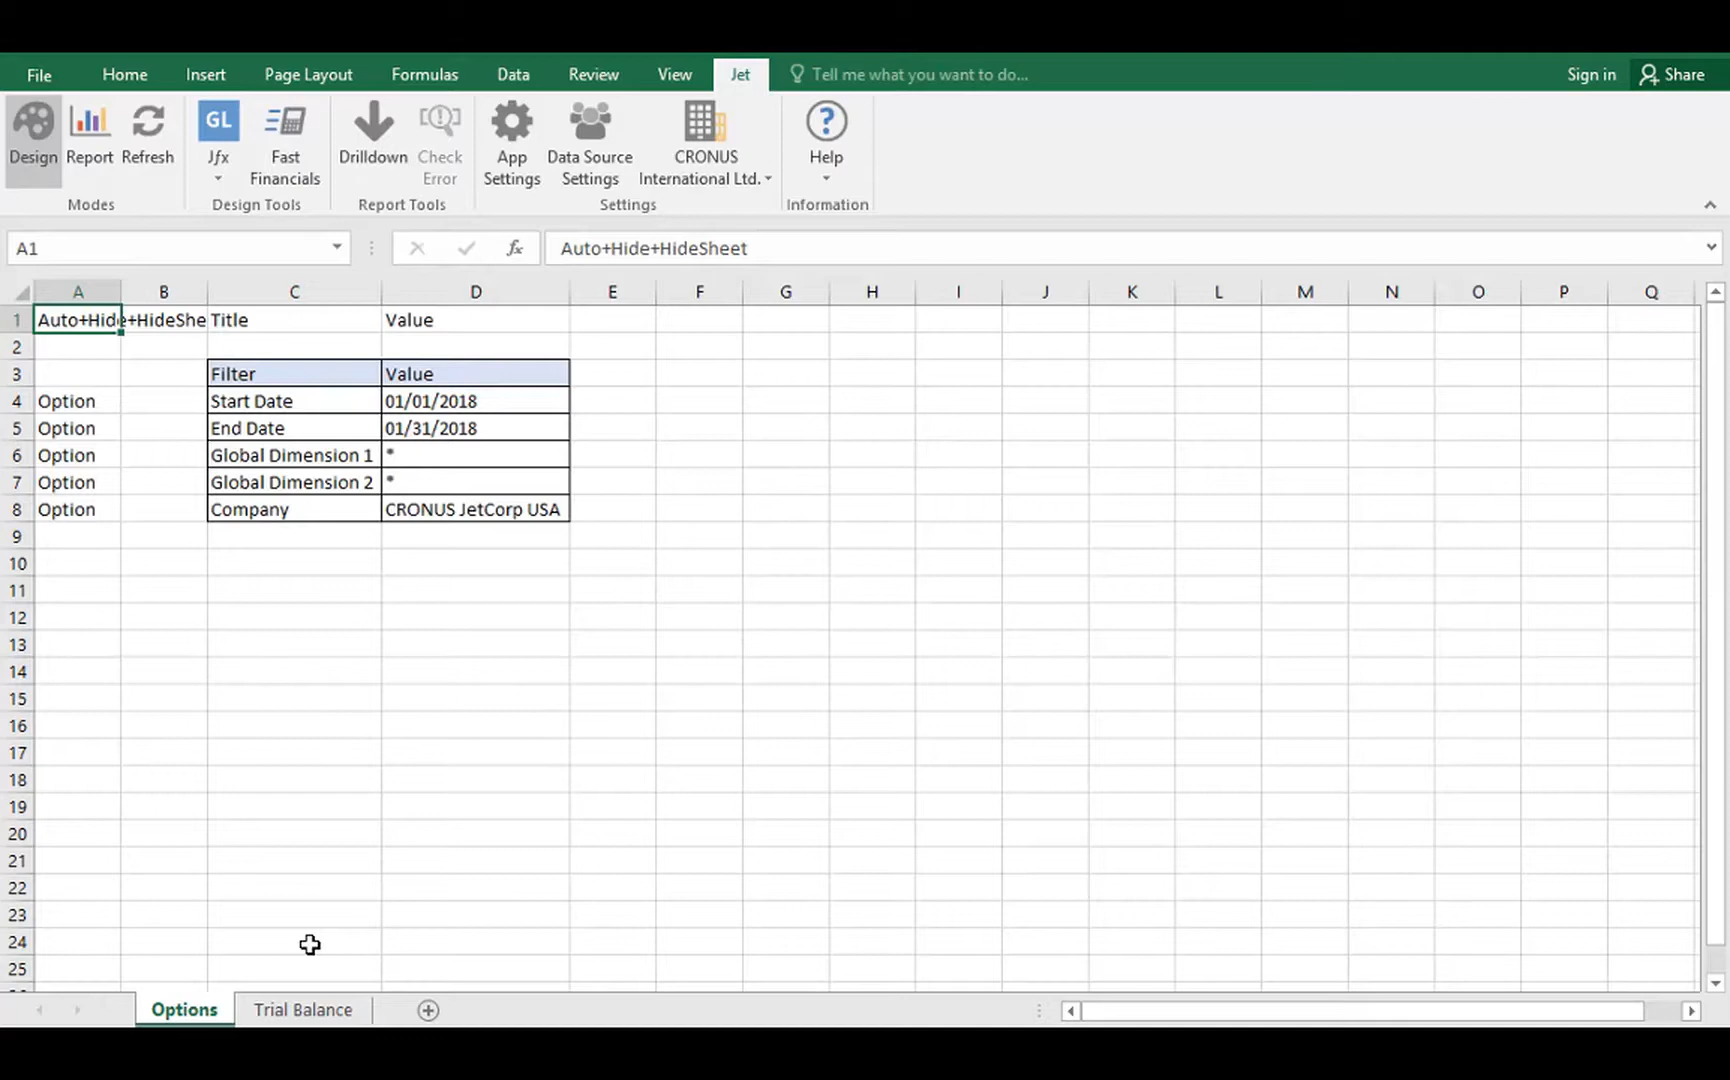 File Home Insert Page Layout Formulas Data Review View Jet Tell me what you want to do... Sign in Share
Design Report Refresh
GL
Jfx
Fast Financials
Drilldown
Check Error
App Settings
Data Source Settings
CRONUS International Ltd.
?
Help
Modes Design Tools Report Tools Settings Information
A1 fx Auto+Hide+HideSheet
A B C D E F G H I J K L M N O P Q
1 Auto+Hide+HideShe Title Value
2
3 Filter Value
4 Option Start Date 01/01/2018
5 Option End Date 01/31/2018
6 Option Global Dimension 1 *
7 Option Global Dimension 2 *
8 Option Company CRONUS JetCorp USA
9
10
11
12
13
14
15
16
17
18
19
20
21
22
23
24
25
Options Trial Balance